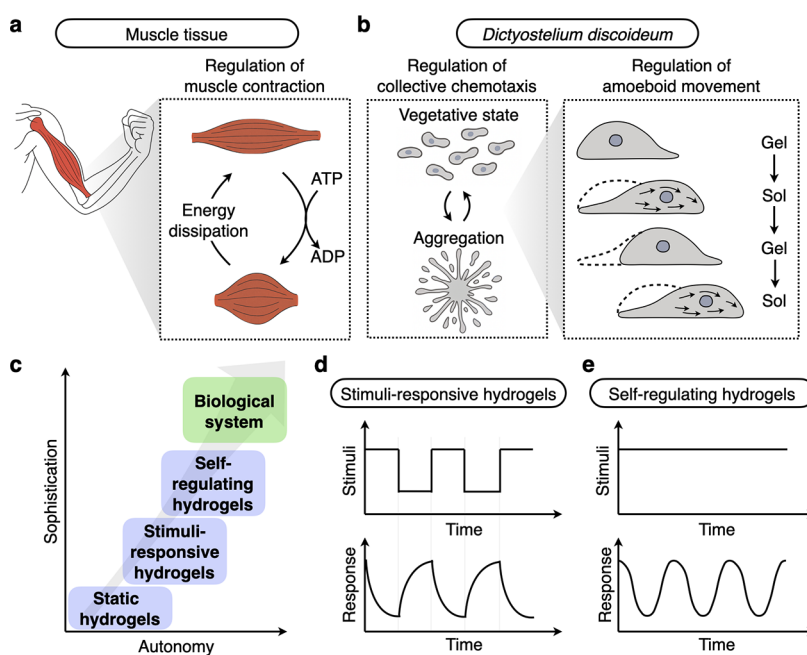 a
Muscle tissue
Regulation of
muscle contraction
ATP
Energy
dissipation
ADP
b
Dictyostelium discoideum
Regulation of
collective chemotaxis
Vegetative state
Aggregation
Regulation of
amoeboid movement
Gel
Sol
Gel
Sol
c
Sophistication
Biological
system
Self-
regulating
hydrogels
Stimuli-
responsive
hydrogels
Static
hydrogels
Autonomy
d
Stimuli-responsive hydrogels
Stimuli
Time
Response
Time
e
Self-regulating hydrogels
Stimuli
Time
Response
Time